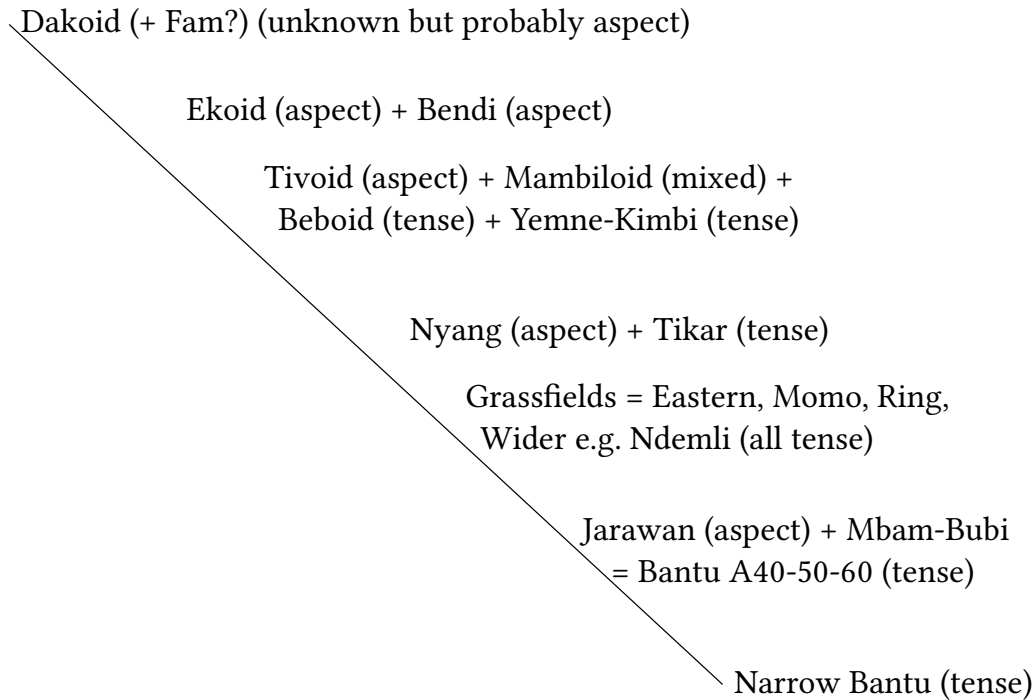 Dakoid (+ Fam?) (unknown but probably aspect)
Ekoid (aspect) + Bendi (aspect)
Tivoid (aspect) + Mambiloid (mixed) +
Beboid (tense) + Yemne-Kimbi (tense)
Nyang (aspect) + Tikar (tense)
Grassfields = Eastern, Momo, Ring,
Wider e.g. Ndemli (all tense)
Jarawan (aspect) + Mbam-Bubi
= Bantu A40-50-60 (tense)
Narrow Bantu (tense)